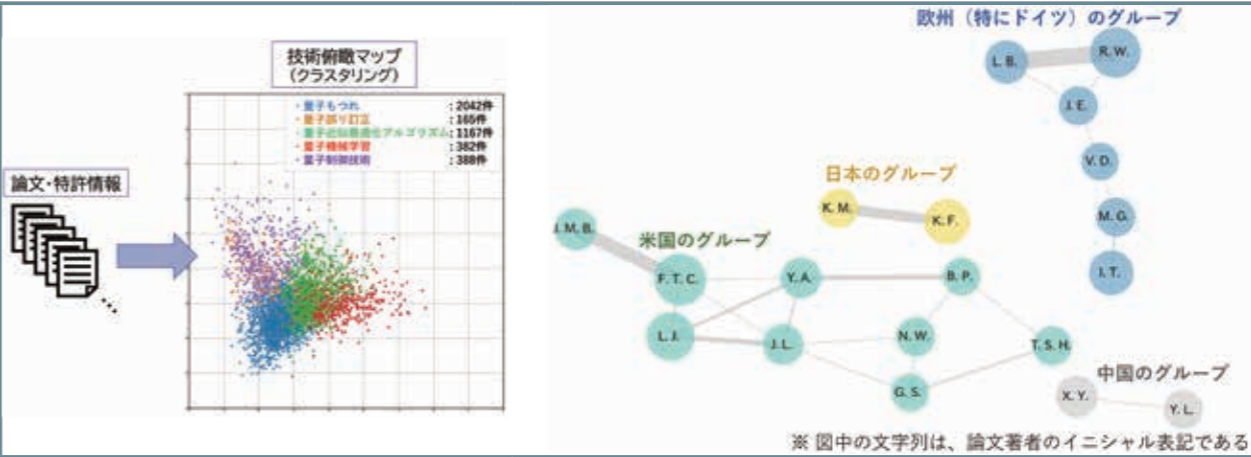 論文・特許情報
技術俯瞰マップ
（クラスタリング）
・量子もつれ : 2042件
・量子誤り訂正 : 165件
・量子近似最適化アルゴリズム : 1167件
・量子機械学習 : 382件
・量子制御技術 : 388件
欧州（特にドイツ）のグループ
L. B.
R. W.
J. E.
V. D.
M. G.
I. T.
日本のグループ
K. M.
K. F.
米国のグループ
J. M. B.
F. T. C.
Y. A.
B. P.
L. J.
J. L.
N. W.
T. S. H.
G. S.
中国のグループ
X. Y.
Y. L.
※ 図中の文字列は、論文著者のイニシャル表記である